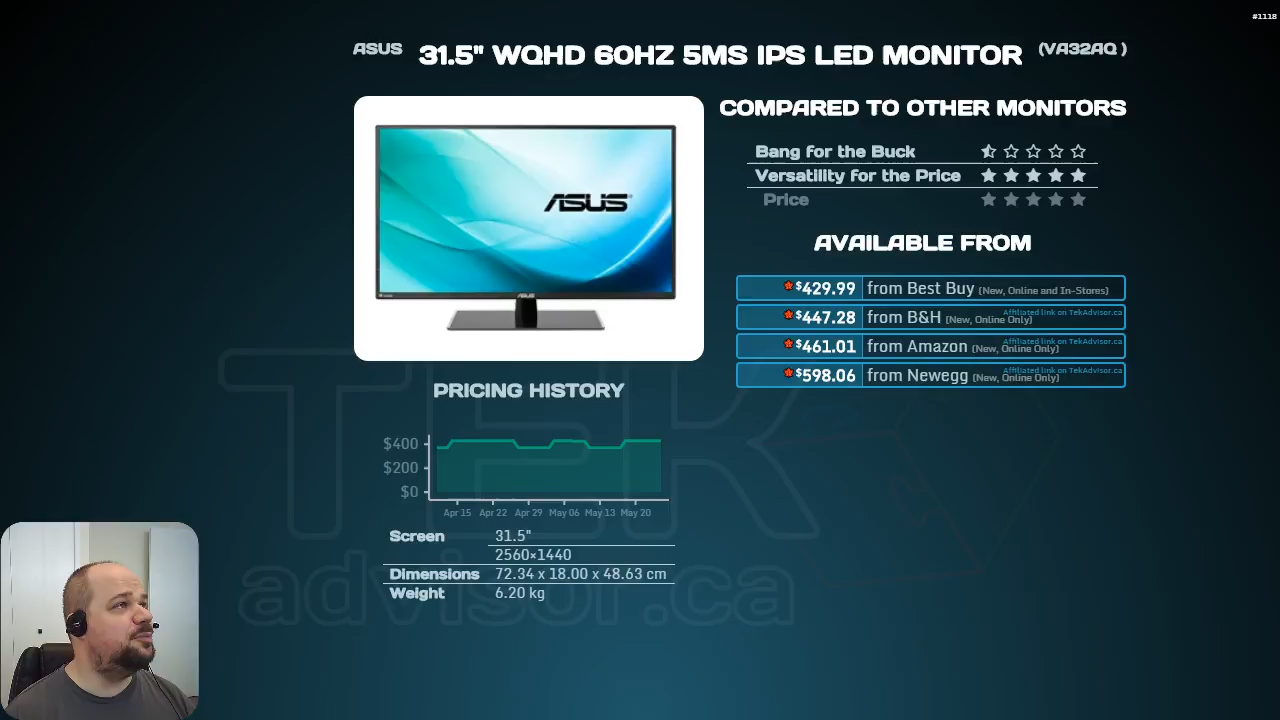 #1118
ASUS 31.5" WQHD 60HZ 5MS IPS LED MONITOR (VA32AQ )
ASUS
ASUS
COMPARED TO OTHER MONITORS
Bang for the Buck
Versatility for the Price
Price
AVAILABLE FROM
$429.99 from Best Buy (New, Online and In-Stores)
$447.28 from B&H (New, Online Only) Affiliated link on TekAdvisor.ca
$461.01 from Amazon (New, Online Only) Affiliated link on TekAdvisor.ca
$598.06 from Newegg (New, Online Only) Affiliated link on TekAdvisor.ca
PRICING HISTORY
$400
$200
$0
Apr 15 Apr 22 Apr 29 May 06 May 13 May 20
Screen 31.5"
2560×1440
Dimensions 72.34 x 18.00 x 48.63 cm
Weight 6.20 kg
TEK
advisor.ca